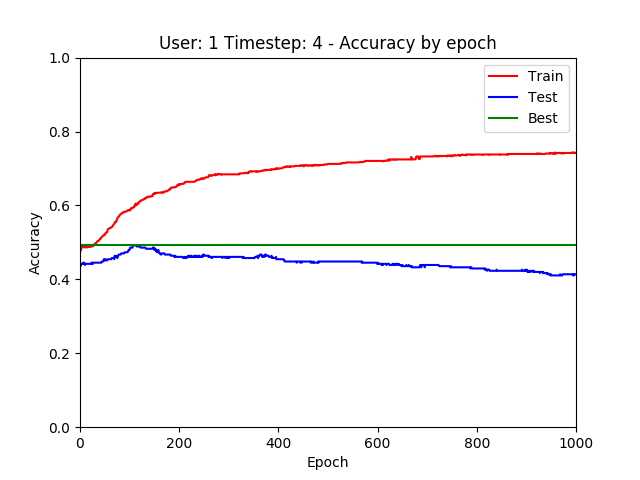 User: 1 Timestep: 4 - Accuracy by epoch
1.0
0.8
0.6
0.4
0.2
0.0
Accuracy
Train
Test
Best
0 200 400 600 800 1000
Epoch